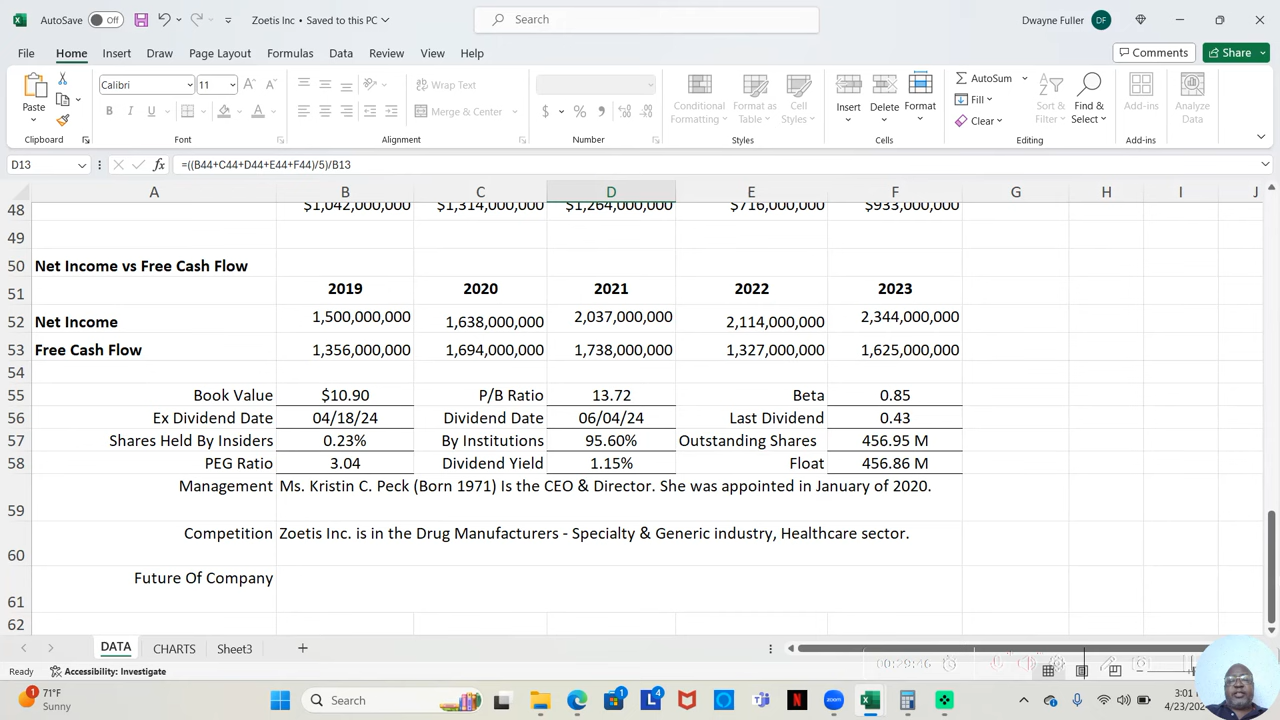 AutoSave Off Zoetis Inc • Saved to this PC Search Dwayne Fuller DF
File Home Insert Draw Page Layout Formulas Data Review View Help Comments Share
Paste Calibri 11 Wrap Text Conditional Formatting Format as Table Cell Styles Insert Delete Format AutoSum Sort & Filter Find & Select Add-ins Analyze Data
B I U Merge & Center $ % Fill
Clear
Clipboard Font Alignment Number Styles Cells Editing Add-ins
D13 fx =((B44+C44+D44+E44+F44)/5)/B13
A B C D E F G H I J
48 $1,042,000,000 $1,314,000,000 $1,264,000,000 $716,000,000 $933,000,000
49
50 Net Income vs Free Cash Flow
51 2019 2020 2021 2022 2023
52 Net Income 1,500,000,000 1,638,000,000 2,037,000,000 2,114,000,000 2,344,000,000
53 Free Cash Flow 1,356,000,000 1,694,000,000 1,738,000,000 1,327,000,000 1,625,000,000
54
55 Book Value $10.90 P/B Ratio 13.72 Beta 0.85
56 Ex Dividend Date 04/18/24 Dividend Date 06/04/24 Last Dividend 0.43
57 Shares Held By Insiders 0.23% By Institutions 95.60% Outstanding Shares 456.95 M
58 PEG Ratio 3.04 Dividend Yield 1.15% Float 456.86 M
59 Management Ms. Kristin C. Peck (Born 1971) Is the CEO & Director. She was appointed in January of 2020.
60 Competition Zoetis Inc. is in the Drug Manufacturers - Specialty & Generic industry, Healthcare sector.
61 Future Of Company
62
DATA CHARTS Sheet3
Ready Accessibility: Investigate 00:29:46
1 71°F Sunny Search 1 4 N zoom 3:01
4/23/